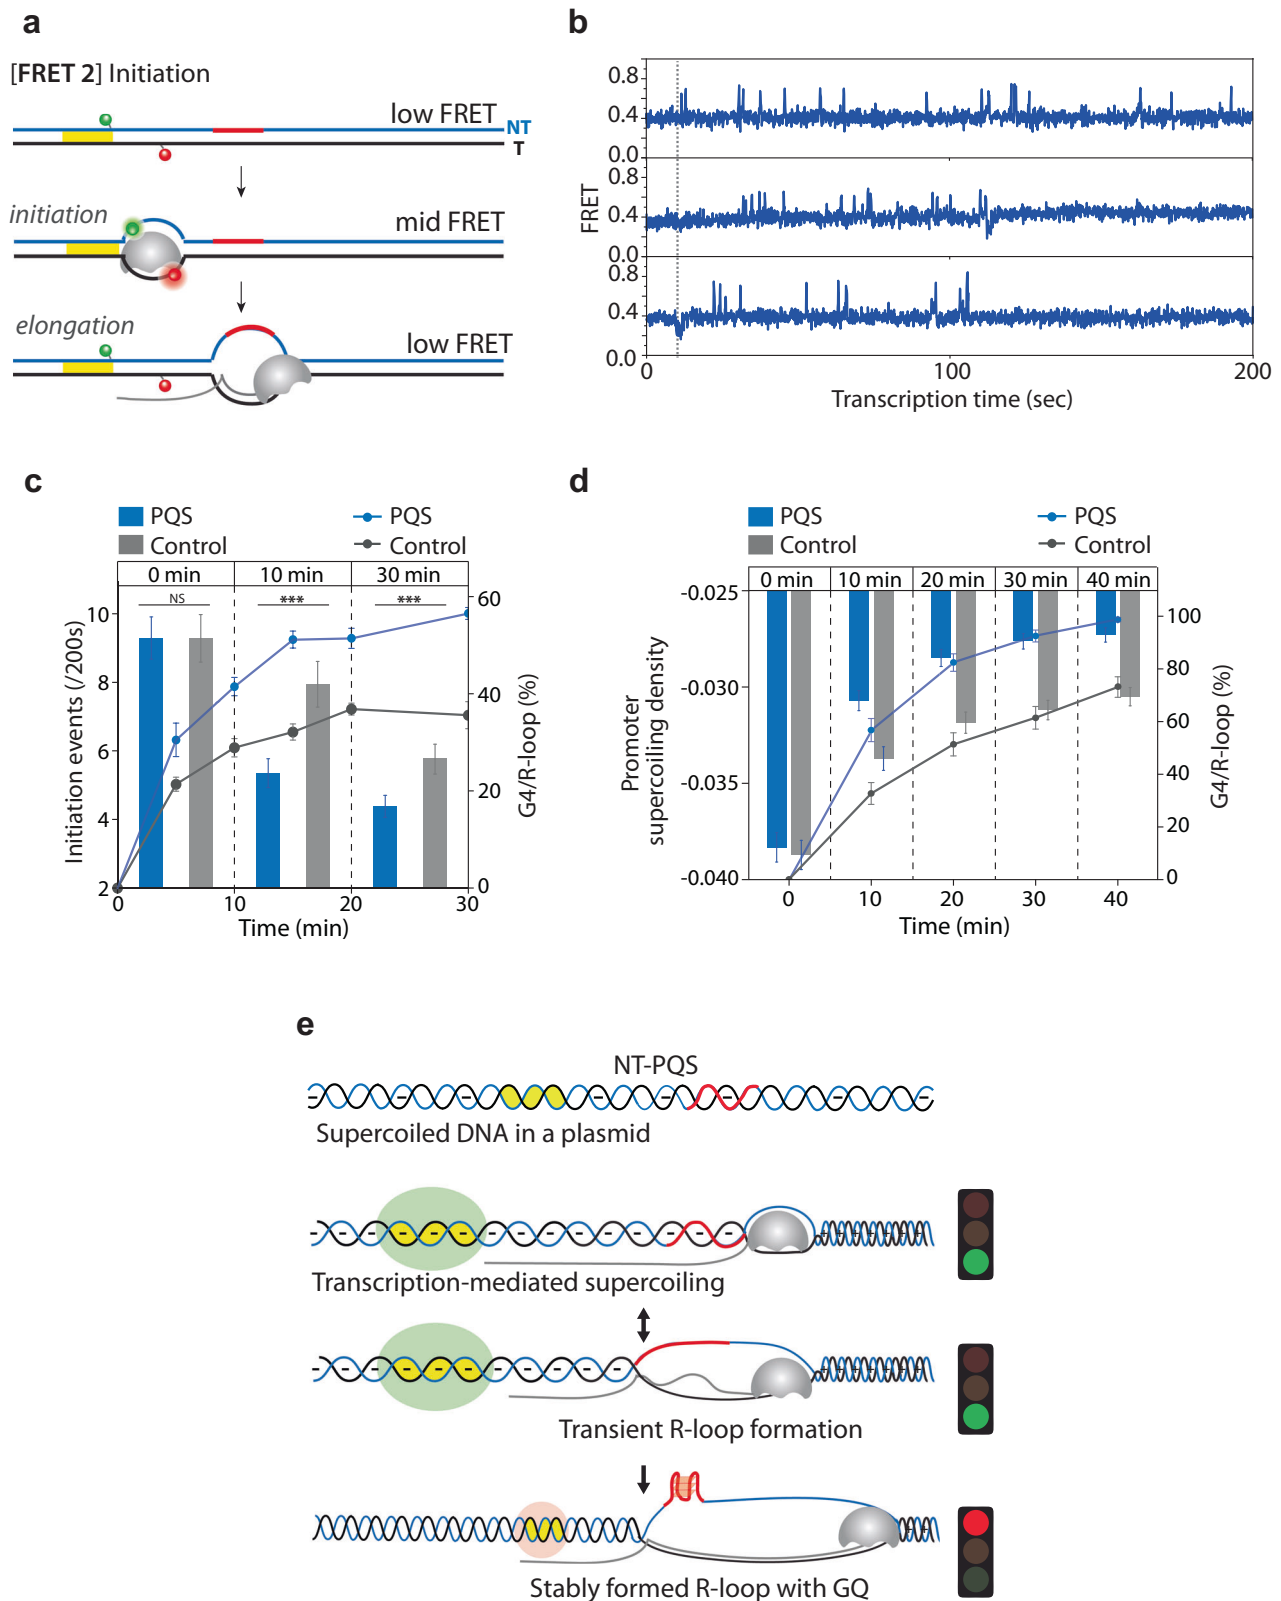 a
[FRET 2] Initiation
low FRET
NT
T
initiation
mid FRET
elongation
low FRET
b
0.8
0.4
0.0
0.8
0.4
0.0
0.8
0.4
0.0
FRET
0
100
200
Transcription time (sec)
c
PQS
Control
PQS
Control
0 min
10 min
30 min
NS
***
***
10
8
6
4
2
Initiation events (/200s)
60
40
20
0
G4/R-loop (%)
0
10
20
30
Time (min)
d
PQS
Control
PQS
Control
0 min
10 min
20 min
30 min
40 min
-0.025
-0.030
-0.035
-0.040
Promoter
supercoiling density
100
80
60
40
20
0
G4/R-loop (%)
0
10
20
30
40
Time (min)
e
NT-PQS
Supercoiled DNA in a plasmid
Transcription-mediated supercoiling
Transient R-loop formation
Stably formed R-loop with GQ